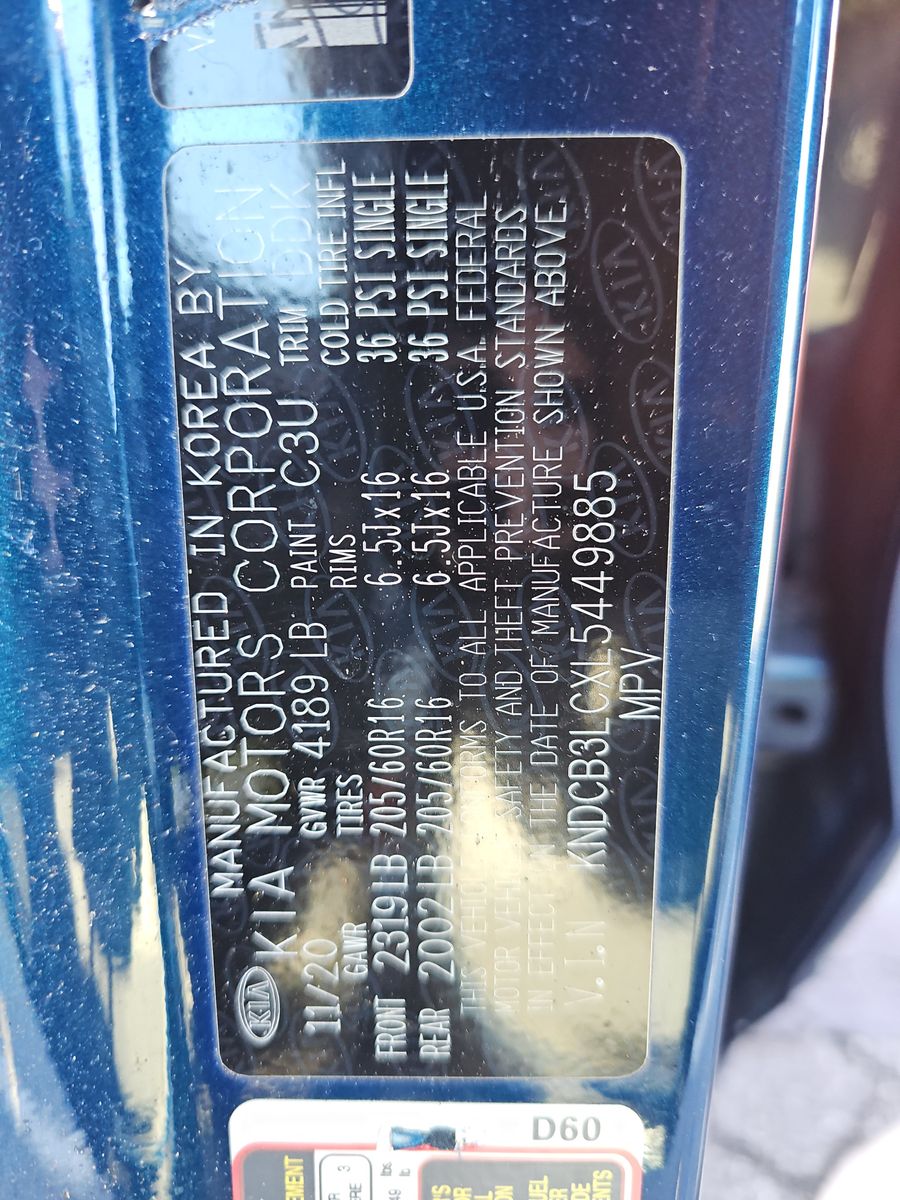 MANUFACTURED IN KOREA BY
KIA KIA MOTORS CORPORATION
11/20 GVWR 4189 LB PAINT C3U TRIM DDK
GAWR TIRES RIMS COLD TIRE INFL
FRONT 2319LB 205/60R16 6.5Jx16 36 PSI SINGLE
REAR 2002LB 205/60R16 6.5Jx16 36 PSI SINGLE
THIS VEHICLE CONFORMS TO ALL APPLICABLE U.S.A. FEDERAL
MOTOR VEHICLE SAFETY AND THEFT PREVENTION STANDARDS
IN EFFECT ON THE DATE OF MANUFACTURE SHOWN ABOVE.
V.I.N KNDCB3LCXL5449885
MPV
D60